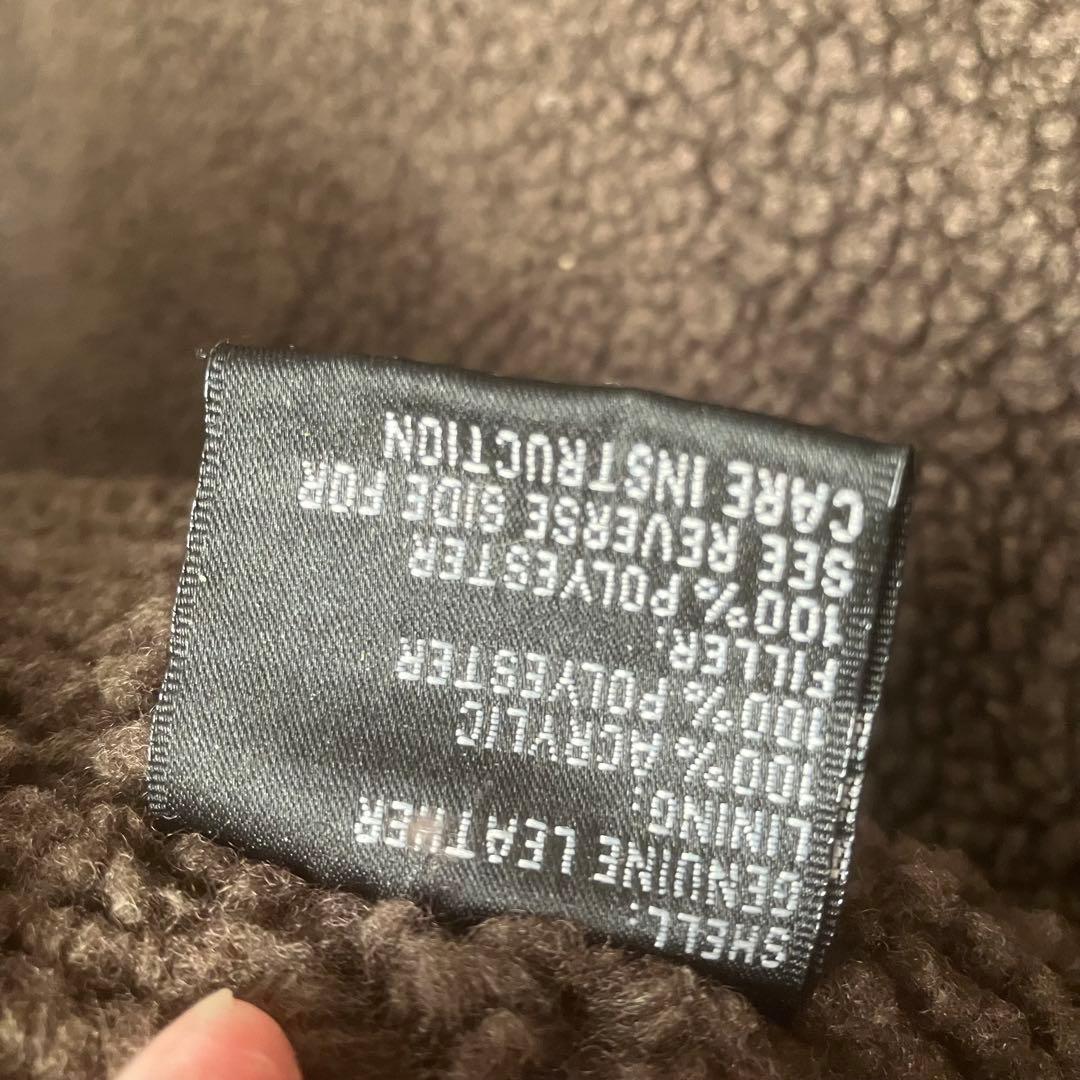 SHELL:
GENUINE LEATHER
LINING:
100% ACRYLIC
100% POLYESTER
FILLER:
100% POLYESTER
SEE REVERSE SIDE FOR
CARE INSTRUCTION